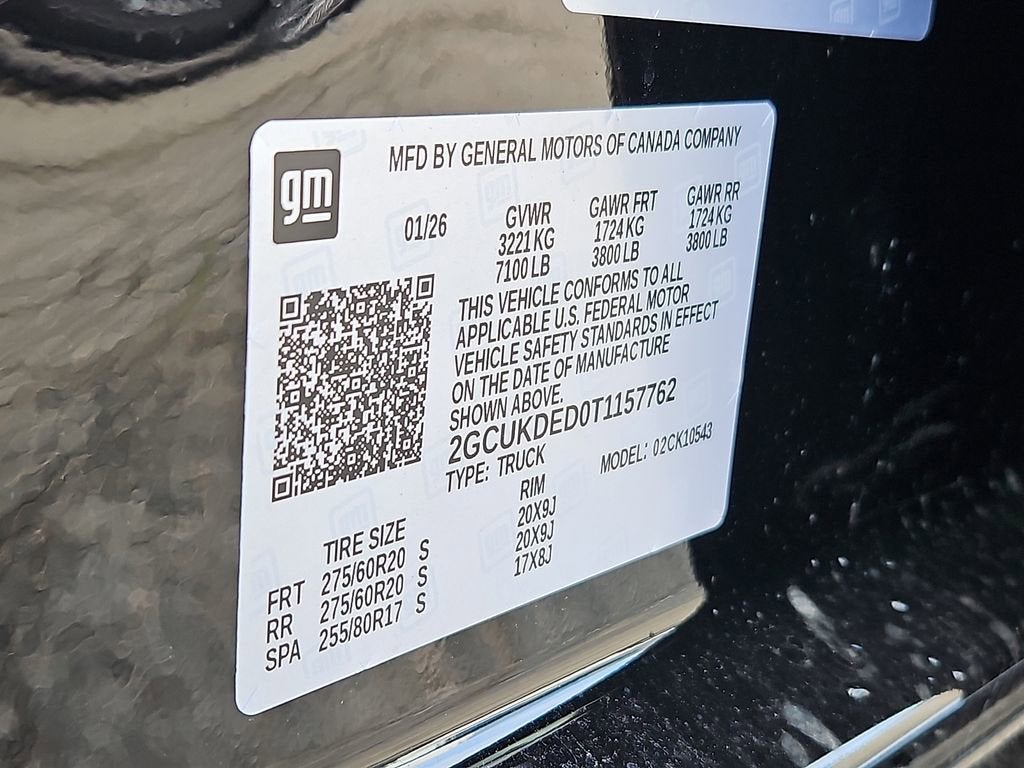 MFD BY GENERAL MOTORS OF CANADA COMPANY
gm
01/26
GVWR GAWR FRT GAWR RR
3221 KG 1724 KG 1724 KG
7100 LB 3800 LB 3800 LB
THIS VEHICLE CONFORMS TO ALL
APPLICABLE U.S. FEDERAL MOTOR
VEHICLE SAFETY STANDARDS IN EFFECT
ON THE DATE OF MANUFACTURE
SHOWN ABOVE.
2GCUKDED0T1157762
TYPE: TRUCK MODEL: 02CK10543
TIRE SIZE RIM
FRT 275/60R20 S 20X9J
RR 275/60R20 S 20X9J
SPA 255/80R17 S 17X8J